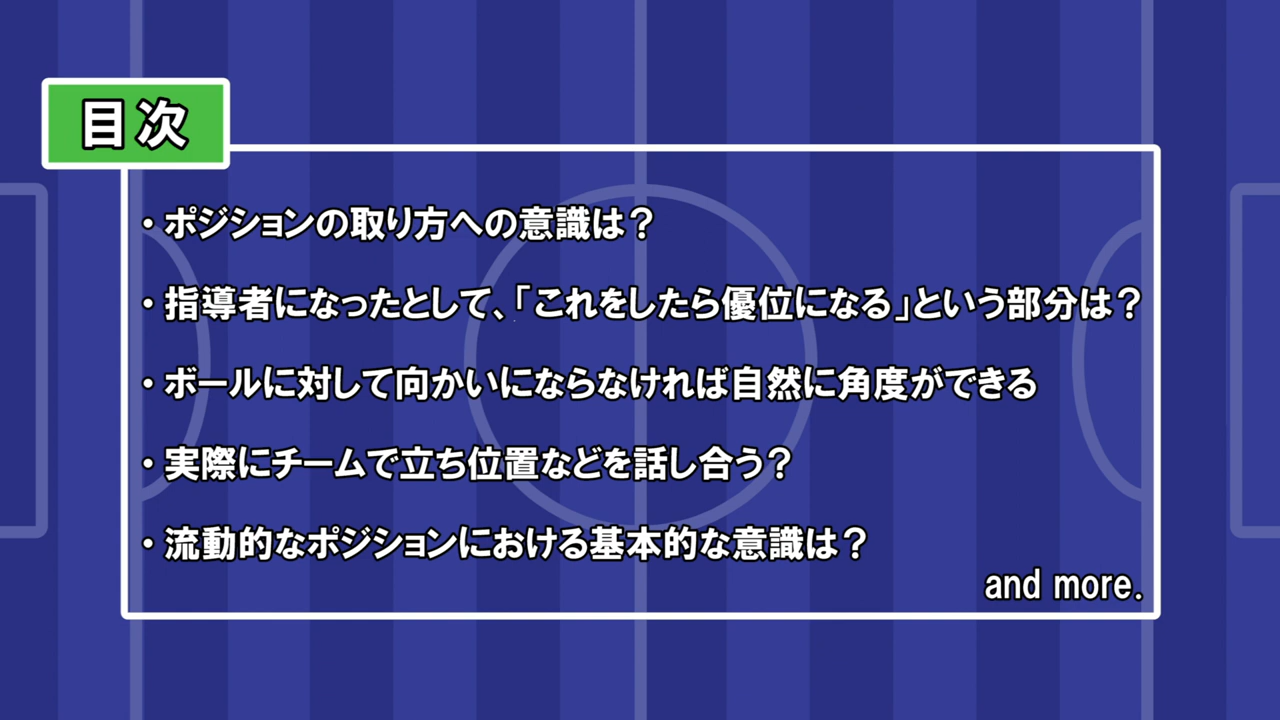 目次
・ポジションの取り方への意識は？
・指導者になったとして、「これをしたら優位になる」という部分は？
・ボールに対して向かいにならなければ自然に角度ができる
・実際にチームで立ち位置などを話し合う？
・流動的なポジションにおける基本的な意識は？
and more.